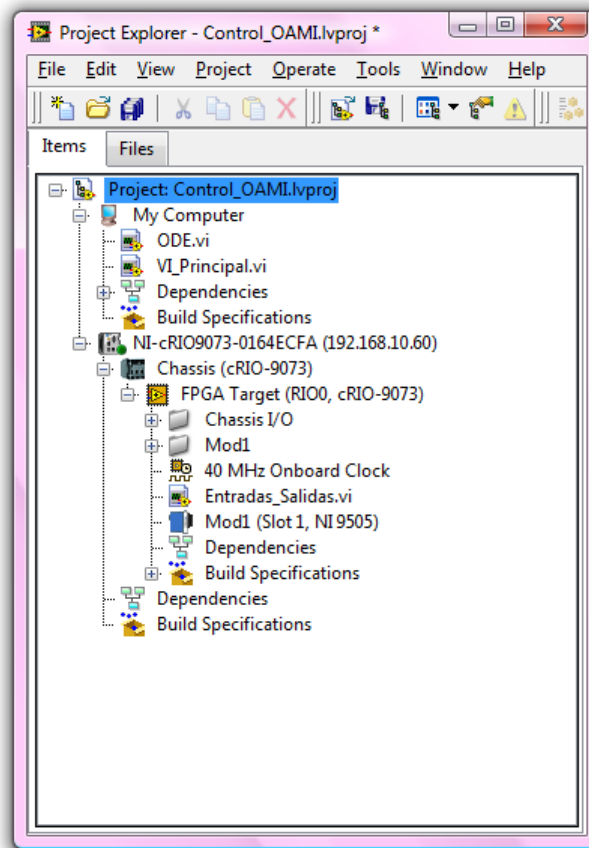 Project Explorer - Control_OAMI.lvproj *
File Edit View Project Operate Tools Window Help
Items Files
Project: Control_OAMI.lvproj
My Computer
ODE.vi
VI_Principal.vi
Dependencies
Build Specifications
NI-cRIO9073-0164ECFA (192.168.10.60)
Chassis (cRIO-9073)
FPGA Target (RIO0, cRIO-9073)
Chassis I/O
Mod1
40 MHz Onboard Clock
Entradas_Salidas.vi
Mod1 (Slot 1, NI 9505)
Dependencies
Build Specifications
Dependencies
Build Specifications